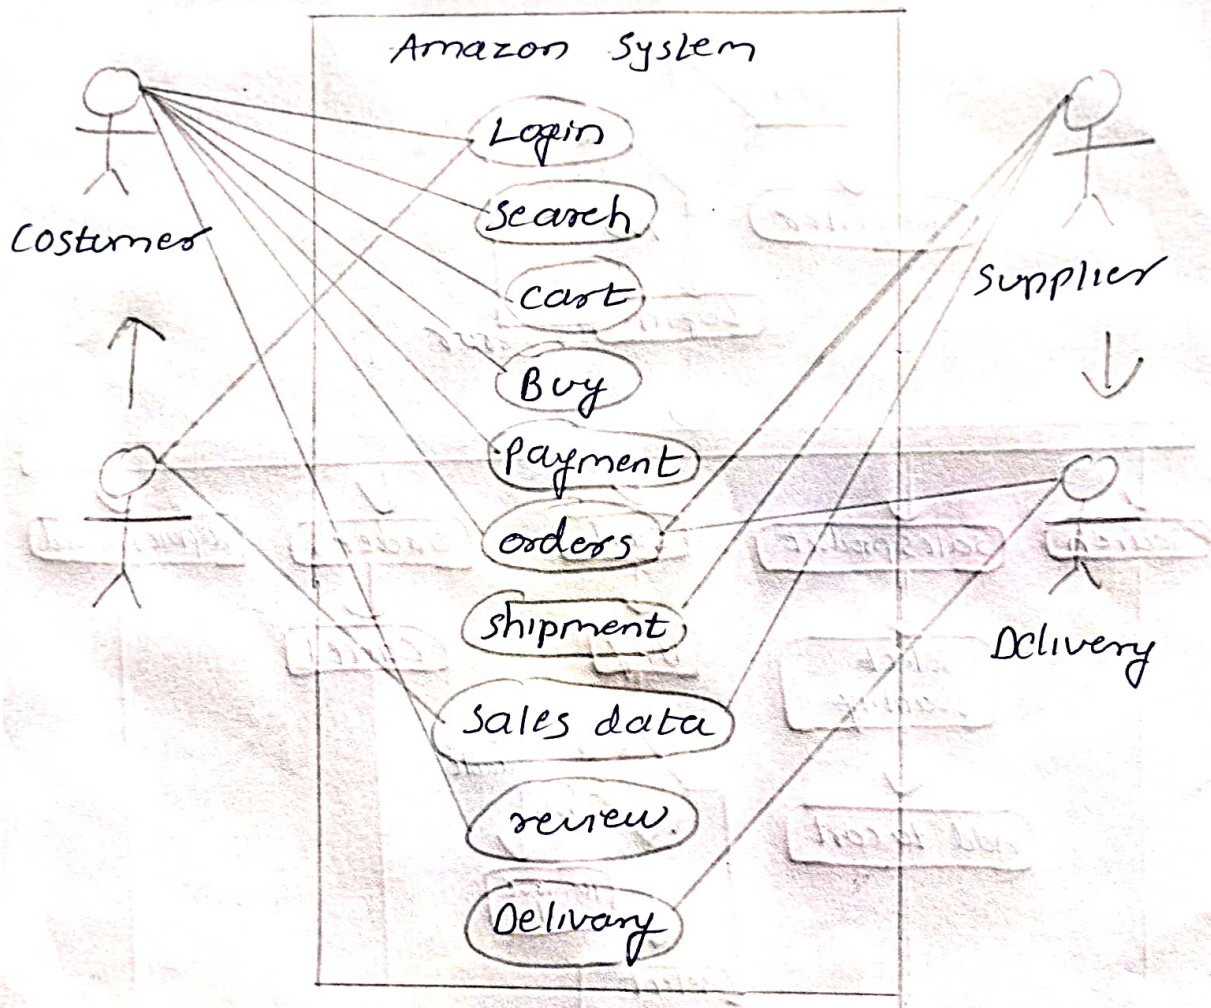 Amazon System
Login
Search
Costumer
cart
Supplier
Buy
payment
orders
shipment
Delivery
Sales data
review
Delivary